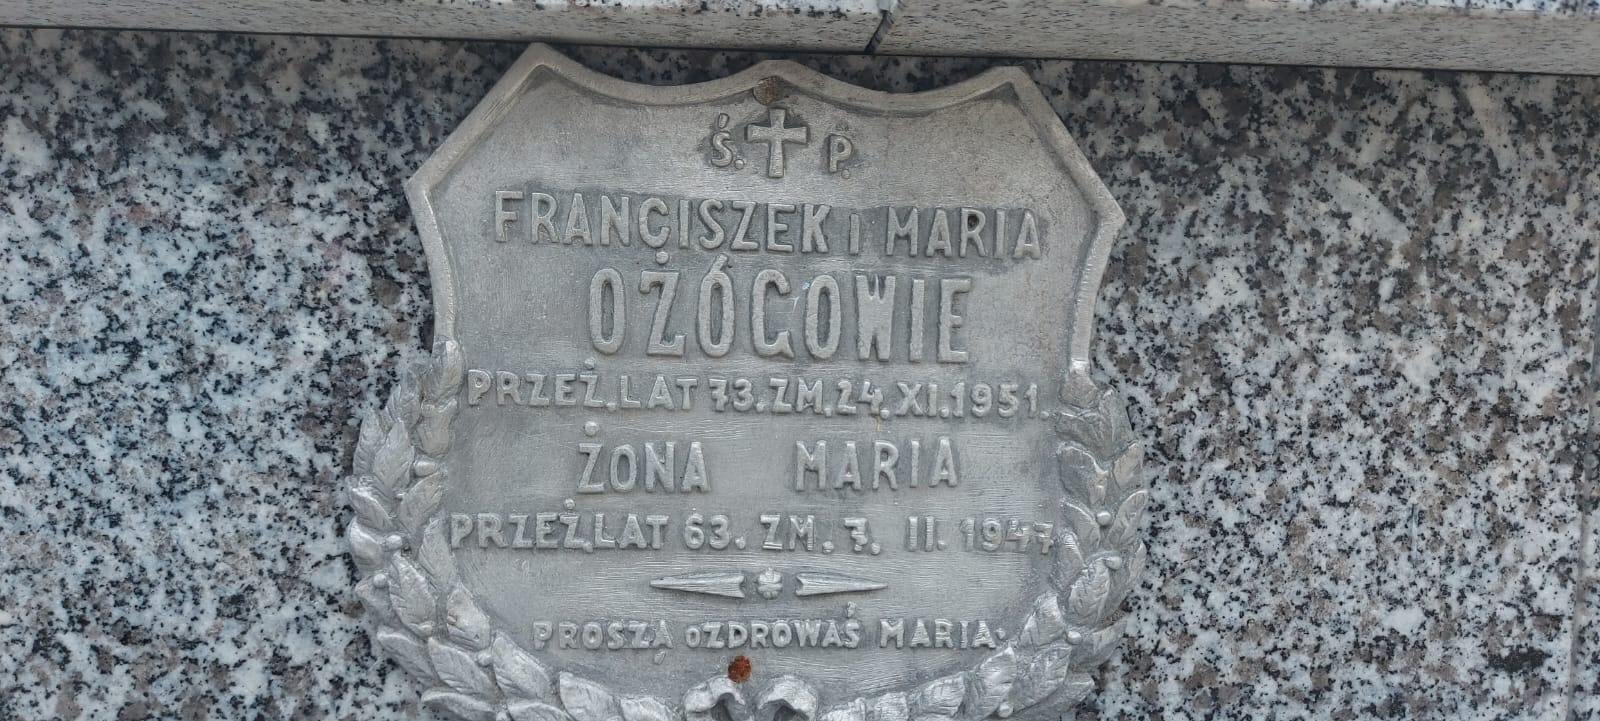 Ś. P.
FRANCISZEK I MARIA
OŻÓGOWIE
PRZEŻ. LAT 73. ZM. 24. XI. 1951.
ŻONA MARIA
PRZEŻ. LAT 63. ZM. 7. II. 1947
PROSZĄ O ZDROWAŚ MARIA.